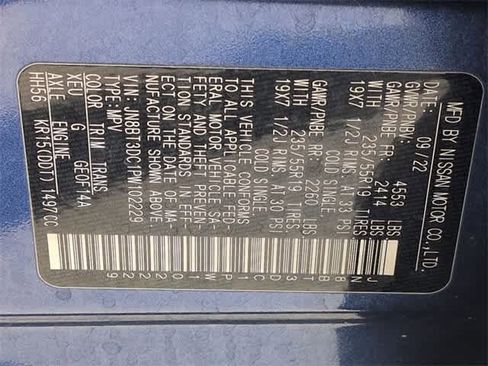 MFD BY NISSAN MOTOR CO.,LTD.
09/22
GVWR/PNBV: 4553 LBS.
GAWR/PNBE FR: 2414 LBS.
WITH 235/55R19 TIRES
19X7 1/2J RIMS, AT 33 PSI
COLD SINGLE
GAWR/PNBE RR: 2260 LBS.
WITH 235/55R19 TIRES
19X7 1/2J RIMS, AT 30 PSI
COLD SINGLE
THIS VEHICLE CONFORMS
TO ALL APPLICABLE FED-
ERAL MOTOR VEHICLE SA-
FETY AND THEFT PREVEN-
TION STANDARDS IN EFF-
ECT ON THE DATE OF MA-
NUFACTURE SHOWN ABOVE.
VIN: JN8BT3DC1PW102229
TYPE: MPV
COLOR TRIM TRANS
XEU G GEGF14A
AXLE ENGINE
HH56 KR15(DDT) 1497CC
JN8BT3DC1PW102229